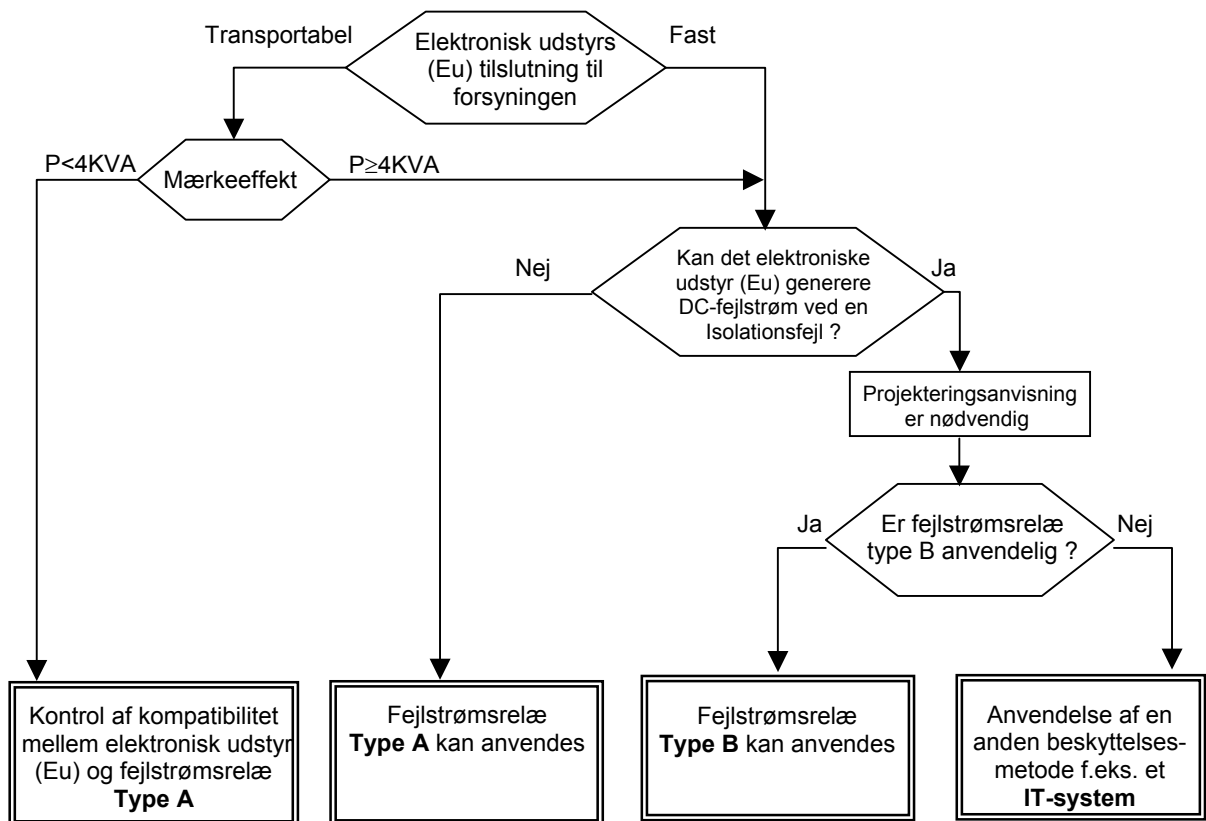 Transportabel
Elektronisk udstyrs
(Eu) tilslutning til
forsyningen
Fast
P<4KVA
Mærkeeffekt
P≥4KVA
Nej
Kan det elektroniske
udstyr (Eu) generere
DC-fejlstrøm ved en
Isolationsfejl ?
Ja
Projekteringsanvisning
er nødvendig
Ja
Er fejlstrømsrelæ
type B anvendelig ?
Nej
Kontrol af kompatibilitet
mellem elektronisk udstyr
(Eu) og fejlstrømsrelæ
Type A
Fejlstrømsrelæ
Type A kan anvendes
Fejlstrømsrelæ
Type B kan anvendes
Anvendelse af en
anden beskyttelses-
metode f.eks. et
IT-system